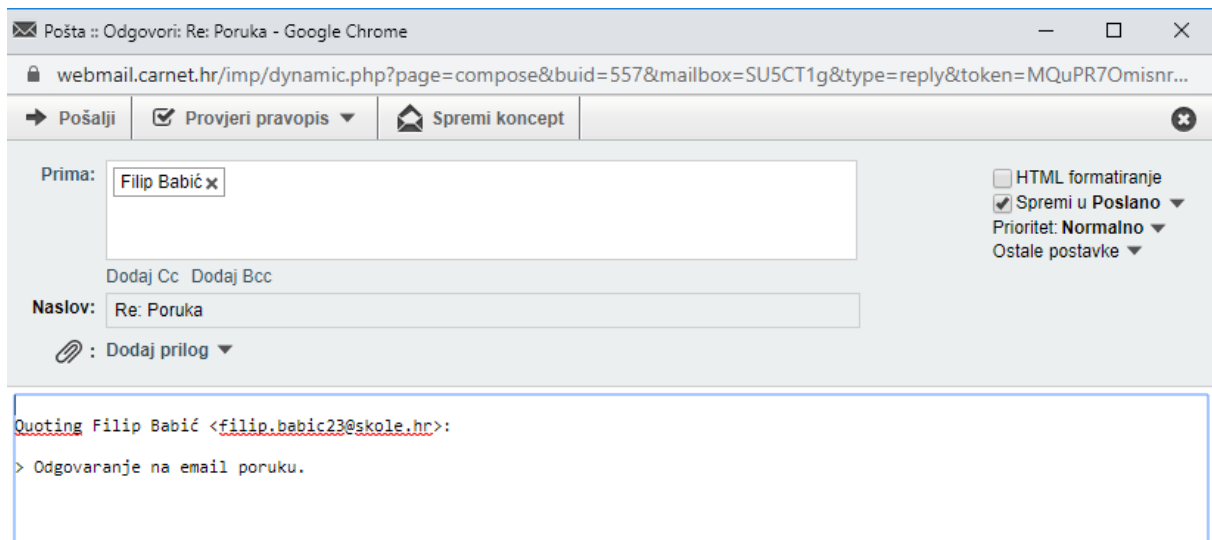 Pošta :: Odgovori: Re: Poruka - Google Chrome
webmail.carnet.hr/imp/dynamic.php?page=compose&buid=557&mailbox=SU5CT1g&type=reply&token=MQuPR7Omisnr...
Pošalji Provjeri pravopis Spremi koncept
Prima: Filip Babić
HTML formatiranje
Spremi u Poslano
Prioritet: Normalno
Ostale postavke
Dodaj Cc Dodaj Bcc
Naslov: Re: Poruka
: Dodaj prilog
Quoting Filip Babić <filip.babic23@skole.hr>:
> Odgovaranje na email poruku.